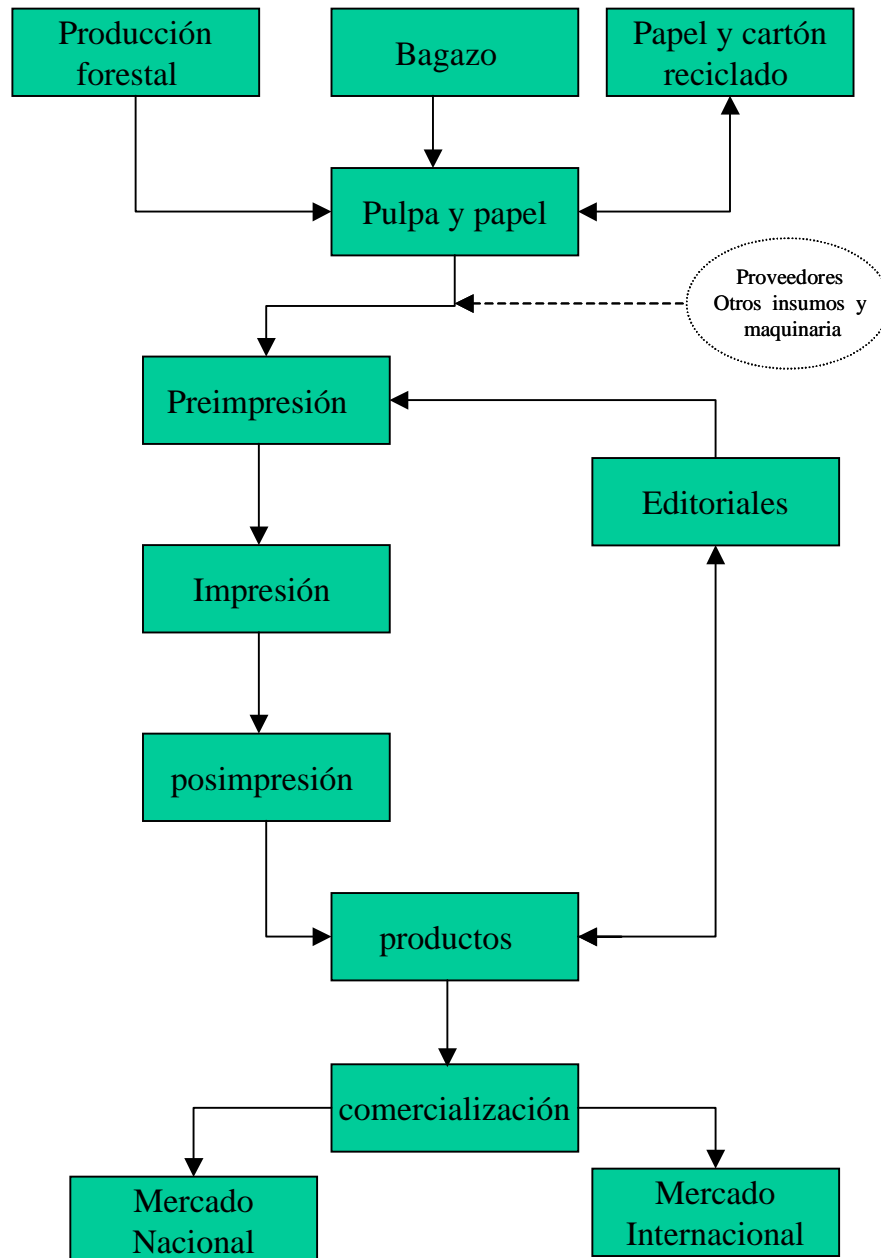 Producción
forestal
Bagazo
Papel y cartón
reciclado
Pulpa y papel
Proveedores
Otros insumos y
maquinaria
Preimpresión
Editoriales
Impresión
posimpresión
productos
comercialización
Mercado
Nacional
Mercado
Internacional